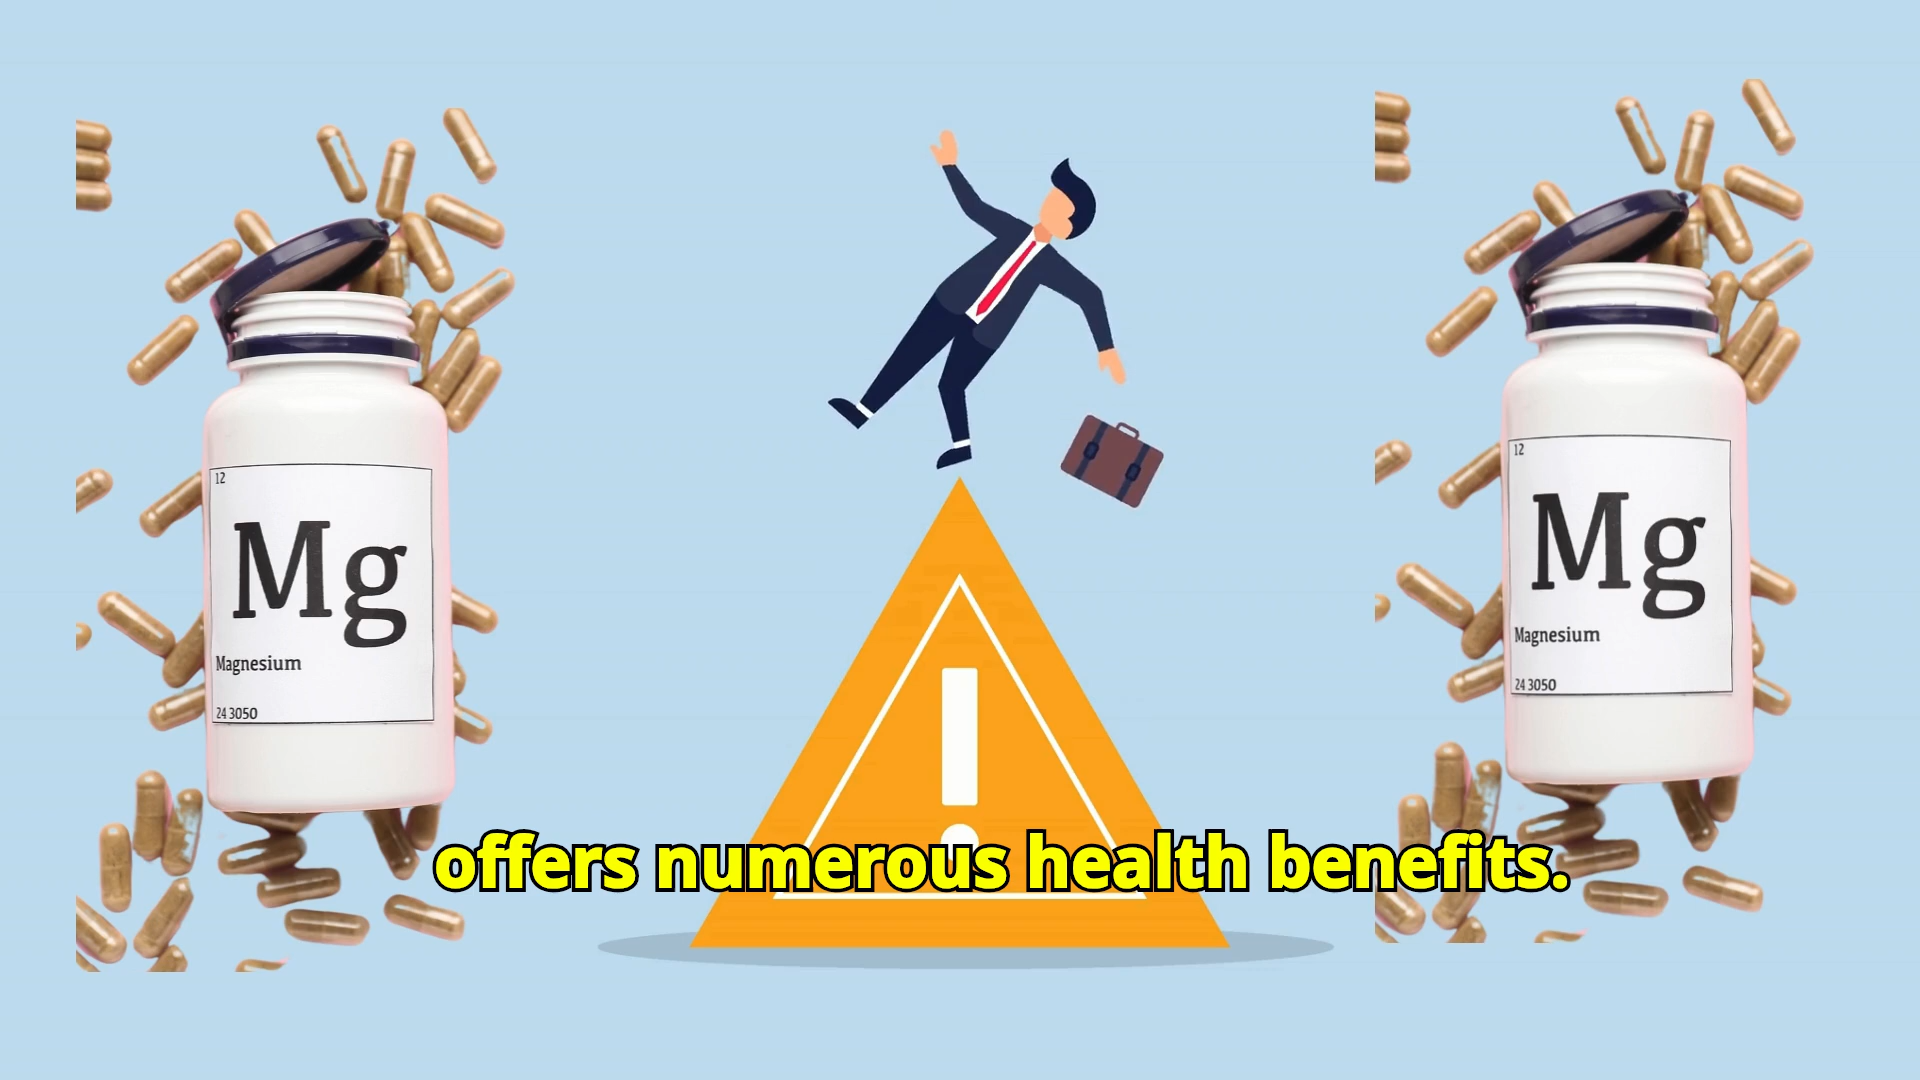 12
Mg
Magnesium
24 3050
12
Mg
Magnesium
24 3050
offers numerous health benefits.